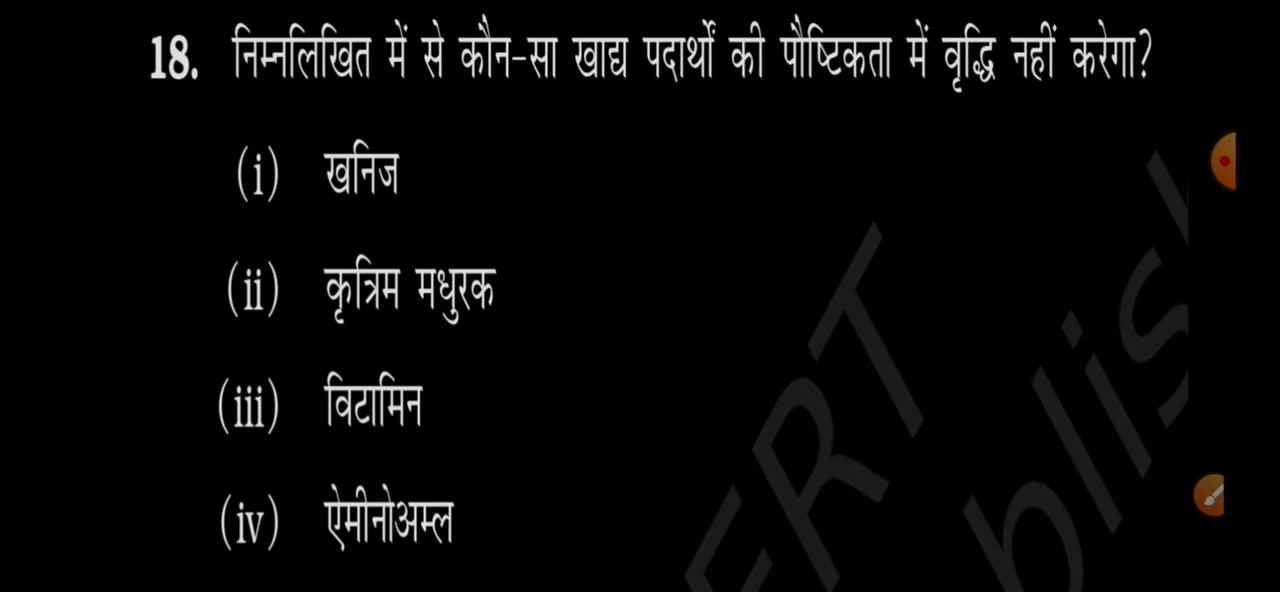 18. निम्नलिखित में से कौन-सा खाद्य पदार्थों की पौष्टिकता में वृद्धि नहीं करेगा?
(i) खनिज
(ii) कृत्रिम मधुरक
(iii) विटामिन
(iv) ऐमीनोअम्ल